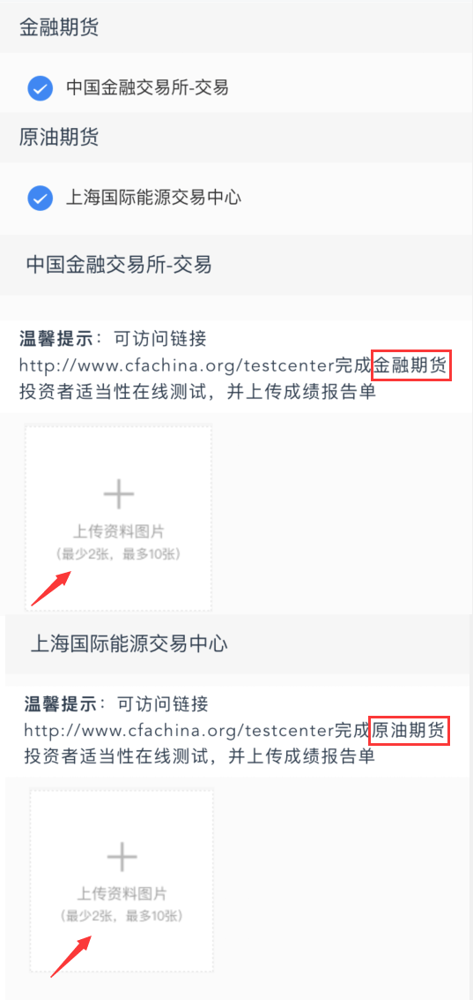 金融期货
中国金融交易所-交易
原油期货
上海国际能源交易中心
中国金融交易所-交易
温馨提示：可访问链接
http://www.cfachina.org/testcenter完成金融期货
投资者适当性在线测试，并上传成绩报告单
上传资料图片
（最少2张，最多10张）
上海国际能源交易中心
温馨提示：可访问链接
http://www.cfachina.org/testcenter完成原油期货
投资者适当性在线测试，并上传成绩报告单
上传资料图片
（最少2张，最多10张）